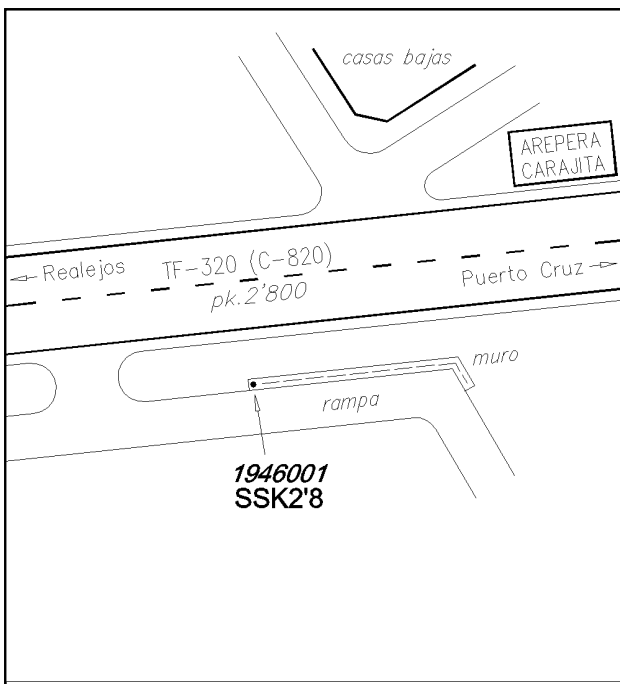 casas bajas
AREPERA
CARAJITA
←Realejos TF-320 (C-820)
pk.2'800
Puerto Cruz→
muro
rampa
1946001
SSK2'8